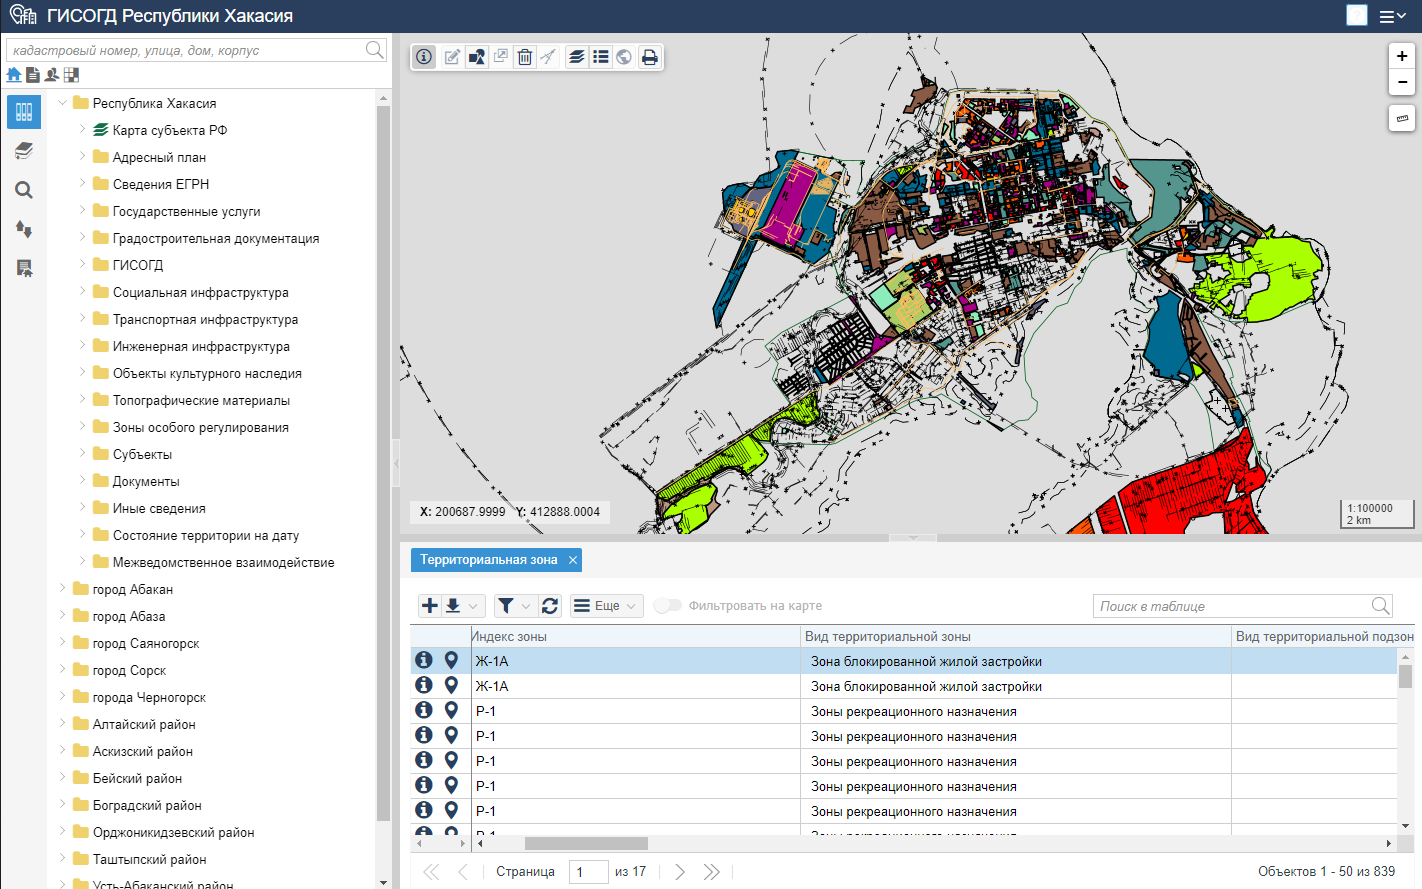 ГИСОГД Республики Хакасия
кадастровый номер, улица, дом, корпус
Республика Хакасия
Карта субъекта РФ
Адресный план
Сведения ЕГРН
Государственные услуги
Градостроительная документация
ГИСОГД
Социальная инфраструктура
Транспортная инфраструктура
Инженерная инфраструктура
Объекты культурного наследия
Топографические материалы
Зоны особого регулирования
Субъекты
Документы
Иные сведения
Состояние территории на дату
Межведомственное взаимодействие
город Абакан
город Абаза
город Саяногорск
город Сорск
города Черногорск
Алтайский район
Аскизский район
Бейский район
Боградский район
Орджоникидзевский район
Таштыпский район
Усть-Абаканский район
X: 200687.9999 Y: 412888.0004
1:100000
2 km
Территориальная зона
Еще
Фильтровать на карте
Поиск в таблице
Индекс зоны Вид территориальной зоны Вид территориальной подзон
Ж-1А Зона блокированной жилой застройки
Ж-1А Зона блокированной жилой застройки
Р-1 Зоны рекреационного назначения
Р-1 Зоны рекреационного назначения
Р-1 Зоны рекреационного назначения
Р-1 Зоны рекреационного назначения
Р-1 Зоны рекреационного назначения
Р-1 Зоны рекреационного назначения
Страница 1 из 17
Объектов 1 - 50 из 839